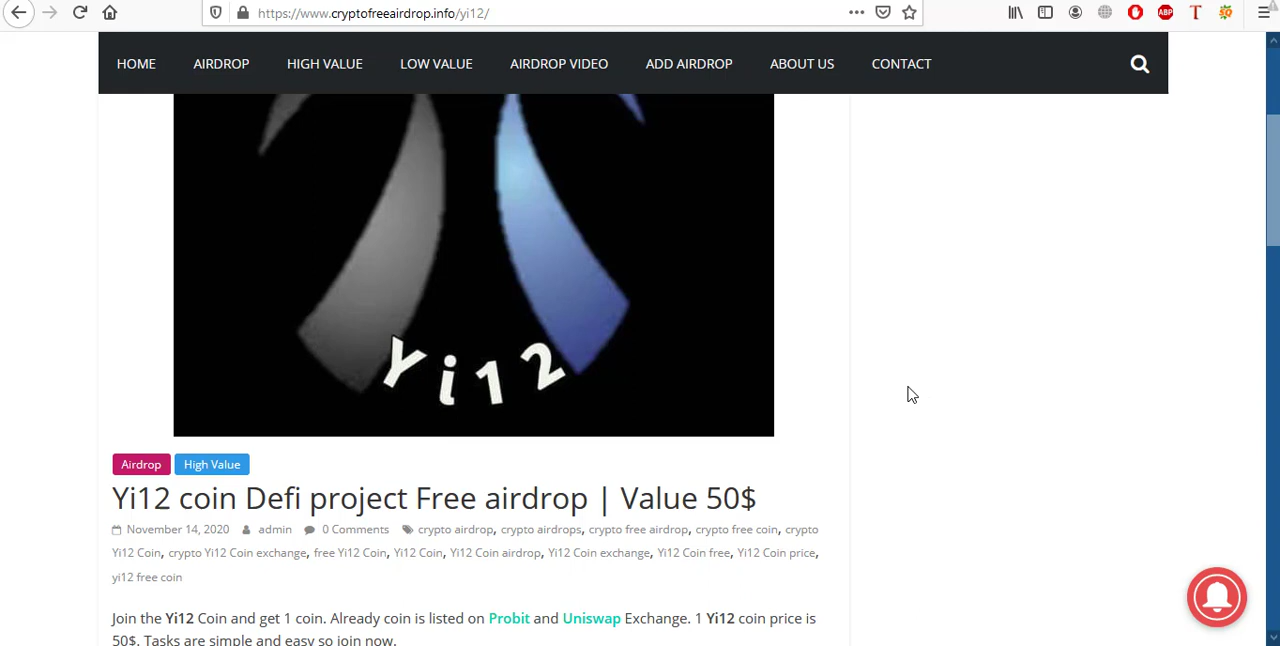 https://www.cryptofreeairdrop.info/yi12/
ABP
T
HOME AIRDROP HIGH VALUE LOW VALUE AIRDROP VIDEO ADD AIRDROP ABOUT US CONTACT
Yi12
Airdrop High Value
Yi12 coin Defi project Free airdrop | Value 50$
November 14, 2020 admin 0 Comments crypto airdrop, crypto airdrops, crypto free airdrop, crypto free coin, crypto
Yi12 Coin, crypto Yi12 Coin exchange, free Yi12 Coin, Yi12 Coin, Yi12 Coin airdrop, Yi12 Coin exchange, Yi12 Coin free, Yi12 Coin price,
yi12 free coin
Join the Yi12 Coin and get 1 coin. Already coin is listed on Probit and Uniswap Exchange. 1 Yi12 coin price is
50$. Tasks are simple and easy so join now.